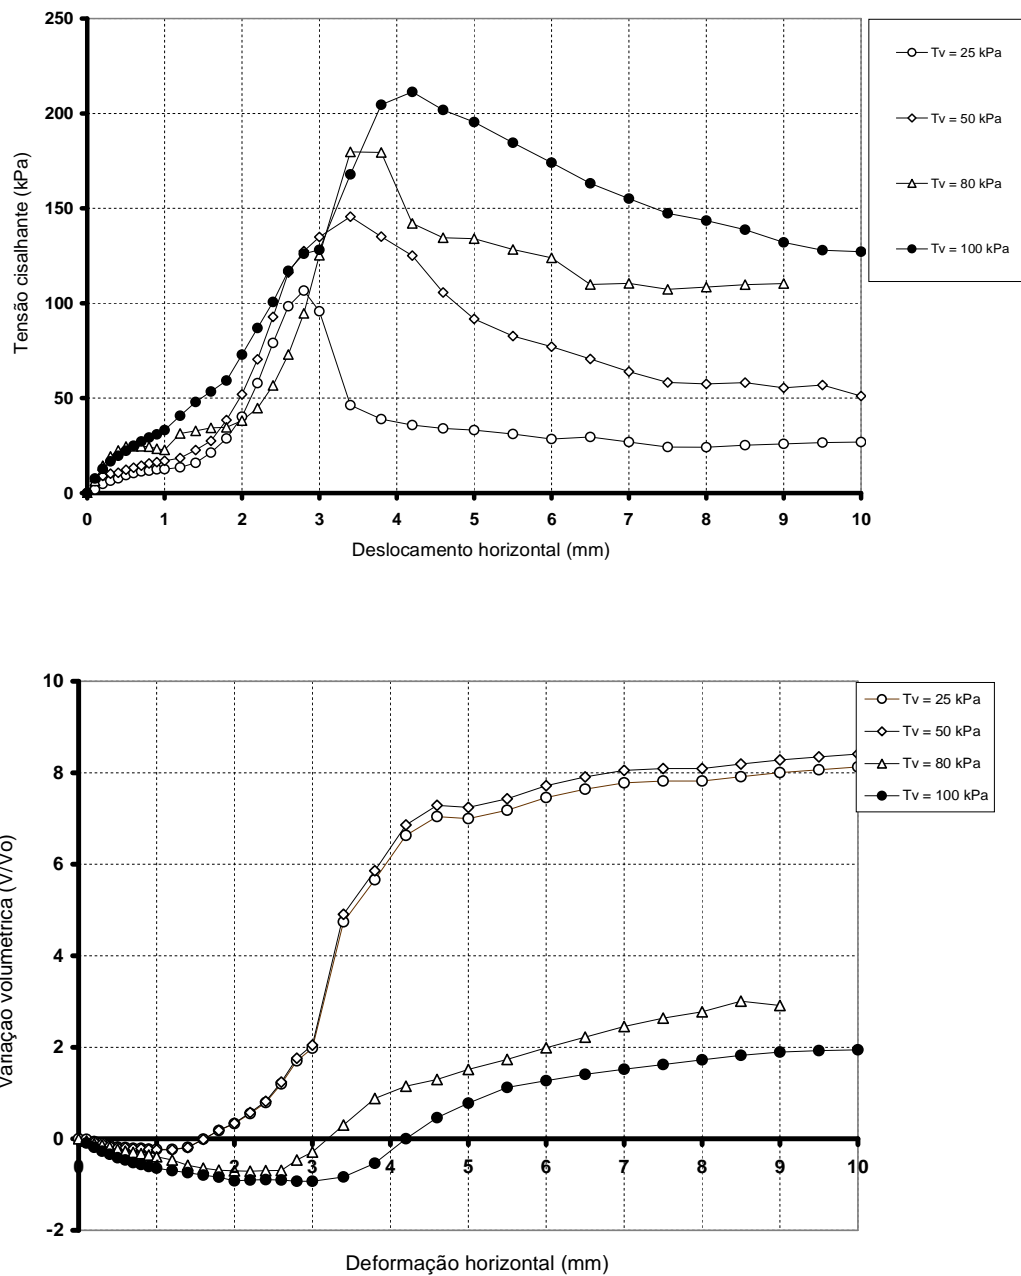 250
200
150
100
50
0
Tensão cisalhante (kPa)
0 1 2 3 4 5 6 7 8 9 10
Deslocamento horizontal (mm)
Tv = 25 kPa
Tv = 50 kPa
Tv = 80 kPa
Tv = 100 kPa
10
8
6
4
2
0
-2
Variaçao volumetrica (V/Vo)
0 1 2 3 4 5 6 7 8 9 10
Deformação horizontal (mm)
Tv = 25 kPa
Tv = 50 kPa
Tv = 80 kPa
Tv = 100 kPa